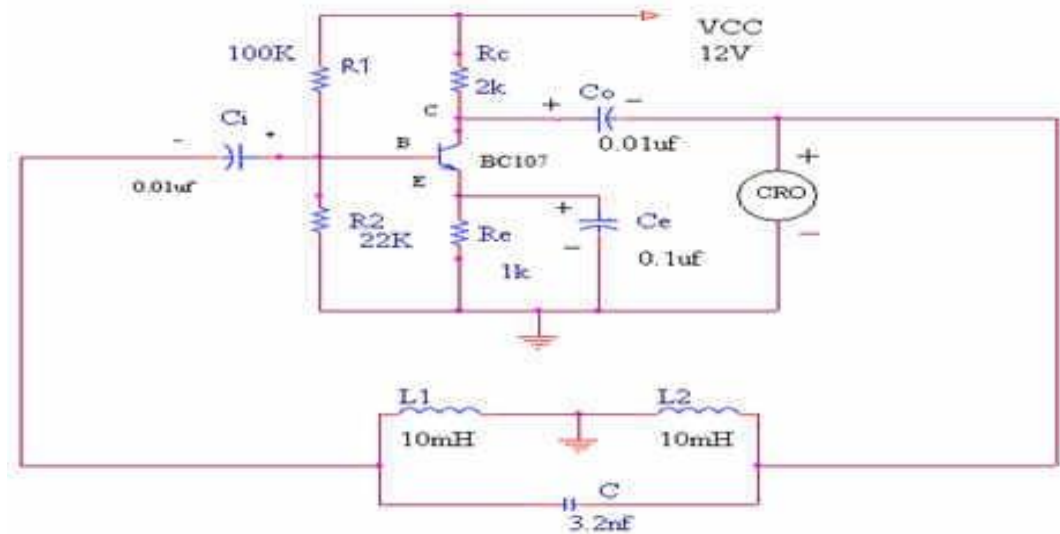 VCC
12V
100K
R1
Rc
2k
C
+
Co
-
0.01uf
Ci
-
+
0.01uf
B
BC107
E
R2
22K
Re
1k
+
-
Ce
0.1uf
+
CRO
-
L1
10mH
L2
10mH
C
3.2nf